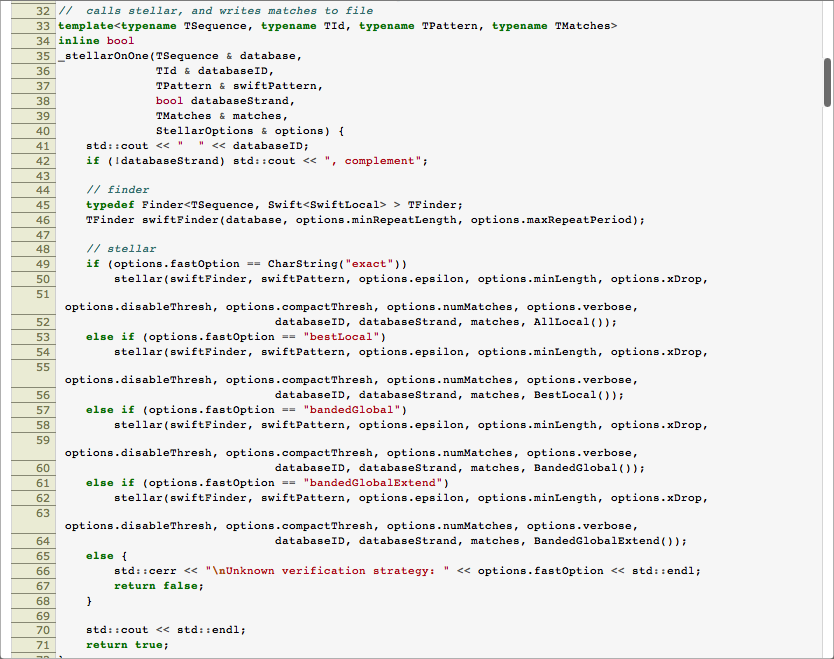 32 //  calls stellar, and writes matches to file
33 template<typename TSequence, typename TId, typename TPattern, typename TMatches>
34 inline bool
35 _stellarOnOne(TSequence & database,
36               TId & databaseID,
37               TPattern & swiftPattern,
38               bool databaseStrand,
39               TMatches & matches,
40               StellarOptions & options) {
41     std::cout << "  " << databaseID;
42     if (!databaseStrand) std::cout << ", complement";
43
44     // finder
45     typedef Finder<TSequence, Swift<SwiftLocal> > TFinder;
46     TFinder swiftFinder(database, options.minRepeatLength, options.maxRepeatPeriod);
47
48     // stellar
49     if (options.fastOption == CharString("exact"))
50         stellar(swiftFinder, swiftPattern, options.epsilon, options.minLength, options.xDrop,
51
 options.disableThresh, options.compactThresh, options.numMatches, options.verbose,
52                                databaseID, databaseStrand, matches, AllLocal());
53     else if (options.fastOption == "bestLocal")
54         stellar(swiftFinder, swiftPattern, options.epsilon, options.minLength, options.xDrop,
55
 options.disableThresh, options.compactThresh, options.numMatches, options.verbose,
56                                databaseID, databaseStrand, matches, BestLocal());
57     else if (options.fastOption == "bandedGlobal")
58         stellar(swiftFinder, swiftPattern, options.epsilon, options.minLength, options.xDrop,
59
 options.disableThresh, options.compactThresh, options.numMatches, options.verbose,
60                                databaseID, databaseStrand, matches, BandedGlobal());
61     else if (options.fastOption == "bandedGlobalExtend")
62         stellar(swiftFinder, swiftPattern, options.epsilon, options.minLength, options.xDrop,
63
 options.disableThresh, options.compactThresh, options.numMatches, options.verbose,
64                                databaseID, databaseStrand, matches, BandedGlobalExtend());
65     else {
66         std::cerr << "\nUnknown verification strategy: " << options.fastOption << std::endl;
67         return false;
68     }
69
70     std::cout << std::endl;
71     return true;